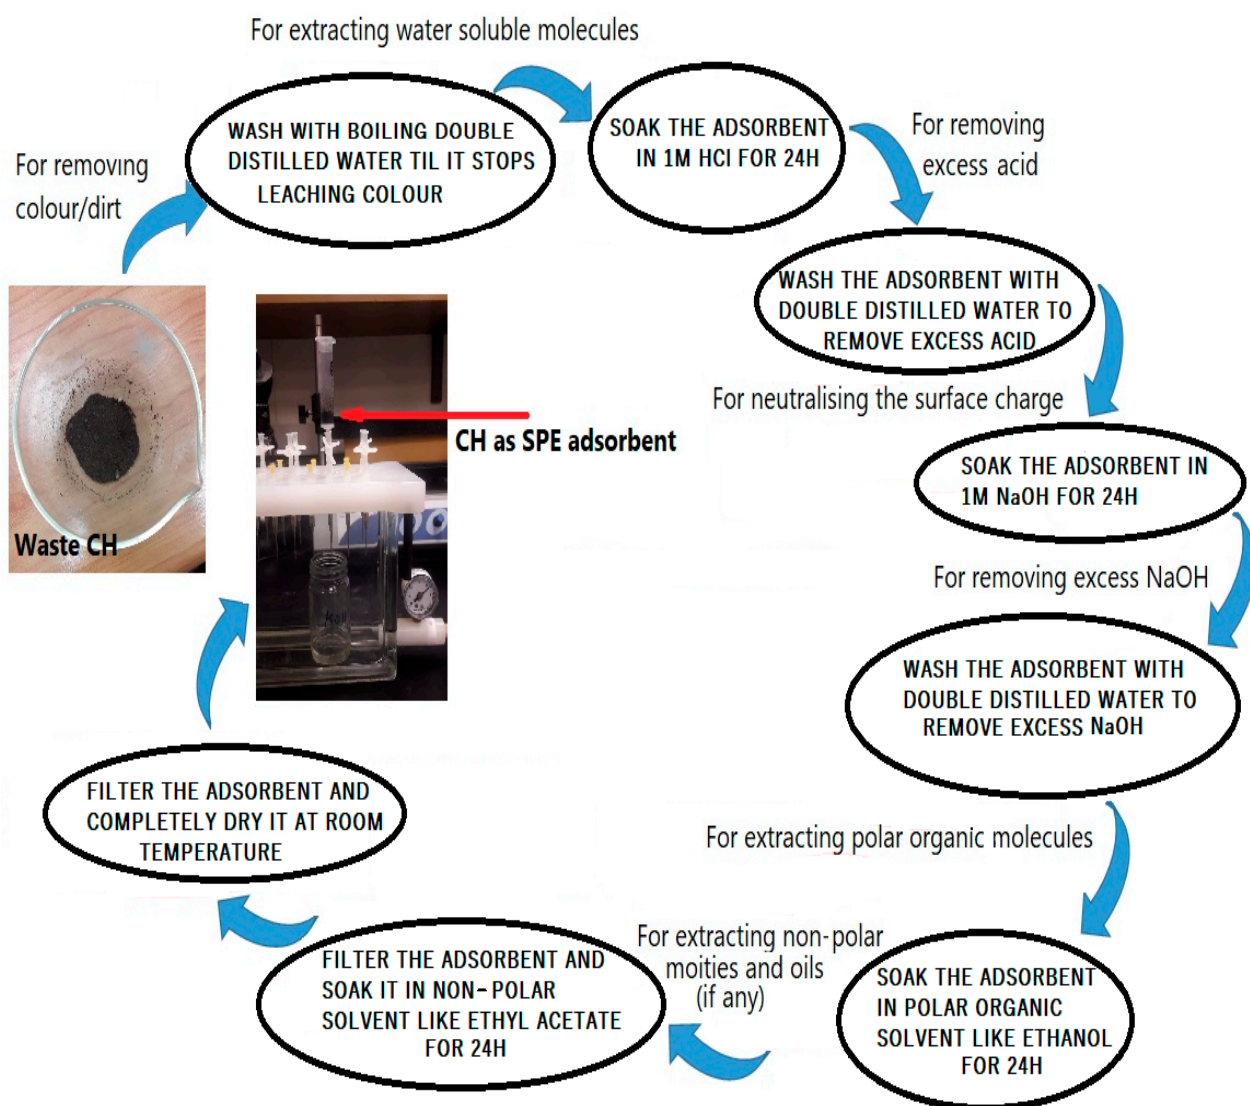 For extracting water soluble molecules
WASH WITH BOILING DOUBLE
DISTILLED WATER TIL IT STOPS
LEACHING COLOUR
SOAK THE ADSORBENT
IN 1M HCl FOR 24H
For removing
excess acid
For removing
colour/dirt
WASH THE ADSORBENT WITH
DOUBLE DISTILLED WATER TO
REMOVE EXCESS ACID
For neutralising the surface charge
CH as SPE adsorbent
SOAK THE ADSORBENT IN
1M NaOH FOR 24H
Waste CH
For removing excess NaOH
WASH THE ADSORBENT WITH
DOUBLE DISTILLED WATER TO
REMOVE EXCESS NaOH
FILTER THE ADSORBENT AND
COMPLETELY DRY IT AT ROOM
TEMPERATURE
For extracting polar organic molecules
SOAK THE ADSORBENT
IN POLAR ORGANIC
SOLVENT LIKE ETHANOL
FOR 24H
For extracting non-polar
moities and oils
(if any)
FILTER THE ADSORBENT AND
SOAK IT IN NON-POLAR
SOLVENT LIKE ETHYL ACETATE
FOR 24H